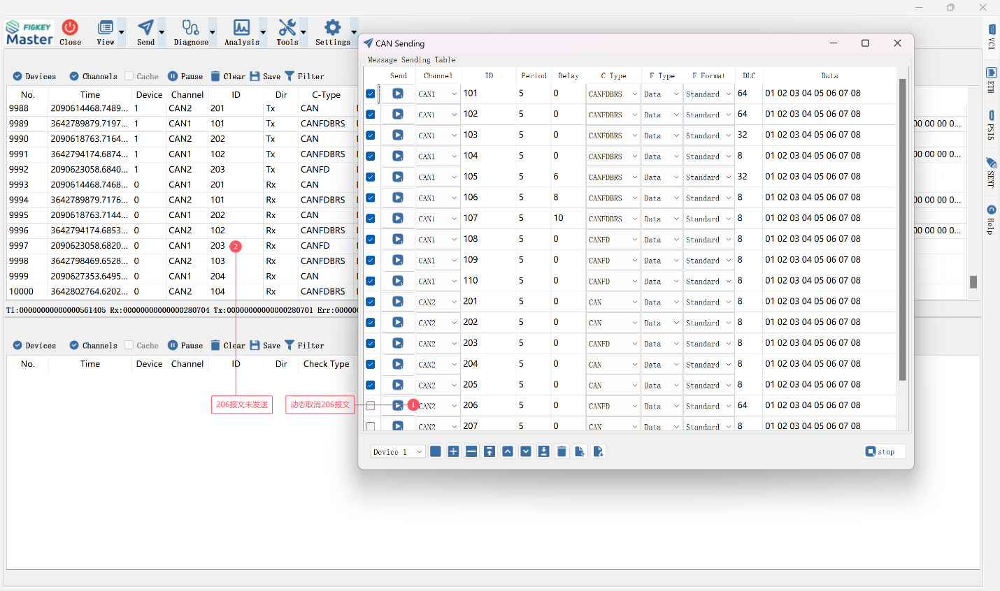 FIGKEY
Master
Close View Send Diagnose Analysis Tools Settings
Devices Channels Cache Pause Clear Save Filter
No. Time Device Channel ID Dir C-Type
9988 2090614468.7489... 1 CAN2 201 Tx CAN
9989 3642789879.7197... 1 CAN1 101 Tx CANFDBRS 00 00 00 0...
9990 2090618763.7164... 1 CAN2 202 Tx CAN
9991 3642794174.6874... 1 CAN1 102 Tx CANFDBRS 00 00 00 0...
9992 2090623058.6840... 1 CAN2 203 Tx CANFD
9993 2090614468.7468... 0 CAN1 201 Rx CAN
9994 3642789879.7176... 0 CAN2 101 Rx CANFDBRS 00 00 00 0...
9995 2090618763.7144... 0 CAN1 202 Rx CAN
9996 3642794174.6853... 0 CAN2 102 Rx CANFDBRS 00 00 00 0...
9997 2090623058.6820... 0 CAN1 203 Rx CANFD
2
9998 3642798469.6528... 0 CAN2 103 Rx CANFDBRS
9999 2090627353.6495... 0 CAN1 204 Rx CAN
10000 3642802764.6202... 0 CAN2 104 Rx CANFDBRS
Tl:00000000000000561405 Rx:00000000000000280704 Tx:00000000000000280701 Err:000000
Devices Channels Cache Pause Clear Save Filter
No. Time Device Channel ID Dir Check Type
206报文未发送
动态取消206报文
1
CAN Sending
Message Sending Table
Send Channel ID Period Delay C Type F Type F Format DLC Data
CAN1 101 5 0 CANFDBRS Data Standard 64 01 02 03 04 05 06 07 08
CAN1 102 5 0 CANFDBRS Data Standard 64 01 02 03 04 05 06 07 08
CAN1 103 5 0 CANFDBRS Data Standard 32 01 02 03 04 05 06 07 08
CAN1 104 5 0 CANFDBRS Data Standard 8 01 02 03 04 05 06 07 08
CAN1 105 5 6 CANFDBRS Data Standard 32 01 02 03 04 05 06 07 08
CAN1 106 5 8 CANFDBRS Data Standard 8 01 02 03 04 05 06 07 08
CAN1 107 5 10 CANFDBRS Data Standard 8 01 02 03 04 05 06 07 08
CAN1 108 5 0 CANFD Data Standard 8 01 02 03 04 05 06 07 08
CAN1 109 5 0 CANFD Data Standard 8 01 02 03 04 05 06 07 08
CAN1 110 5 0 CANFD Data Standard 8 01 02 03 04 05 06 07 08
CAN2 201 5 0 CAN Data Standard 8 01 02 03 04 05 06 07 08
CAN2 202 5 0 CAN Data Standard 8 01 02 03 04 05 06 07 08
CAN2 203 5 0 CANFD Data Standard 8 01 02 03 04 05 06 07 08
CAN2 204 5 0 CAN Data Standard 8 01 02 03 04 05 06 07 08
CAN2 205 5 0 CAN Data Standard 8 01 02 03 04 05 06 07 08
CAN2 206 5 0 CANFD Data Standard 64 01 02 03 04 05 06 07 08
CAN2 207 5 0 CAN Data Standard 8 01 02 03 04 05 06 07 08
Device 1 stop
VCI
ETH
PSI5
SENT
Help